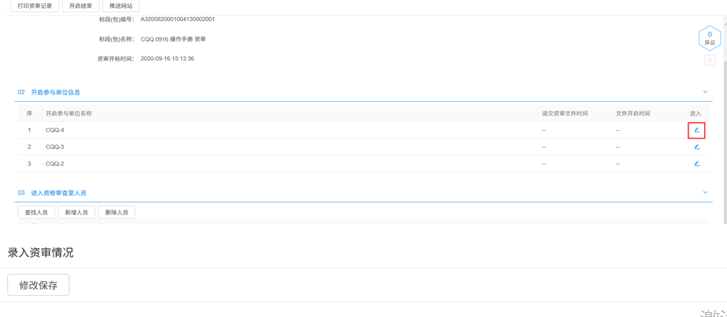 打印资审记录 开启结束 推送网站
标段(包)编号： A3205820001004130002001
标段(包)名称： CQQ 0916 操作手册 资审
资审开标时间： 2020-09-16 15:13:36
0
异议
02 开启参与单位信息
序 开启参与单位名称 递交资审文件时间 文件开启时间 进入
1 CQQ-4 -- --
2 CQQ-3 -- --
3 CQQ-2 -- --
03 进入资格审查室人员
查找人员 新增人员 删除人员
录入资审情况
修改保存